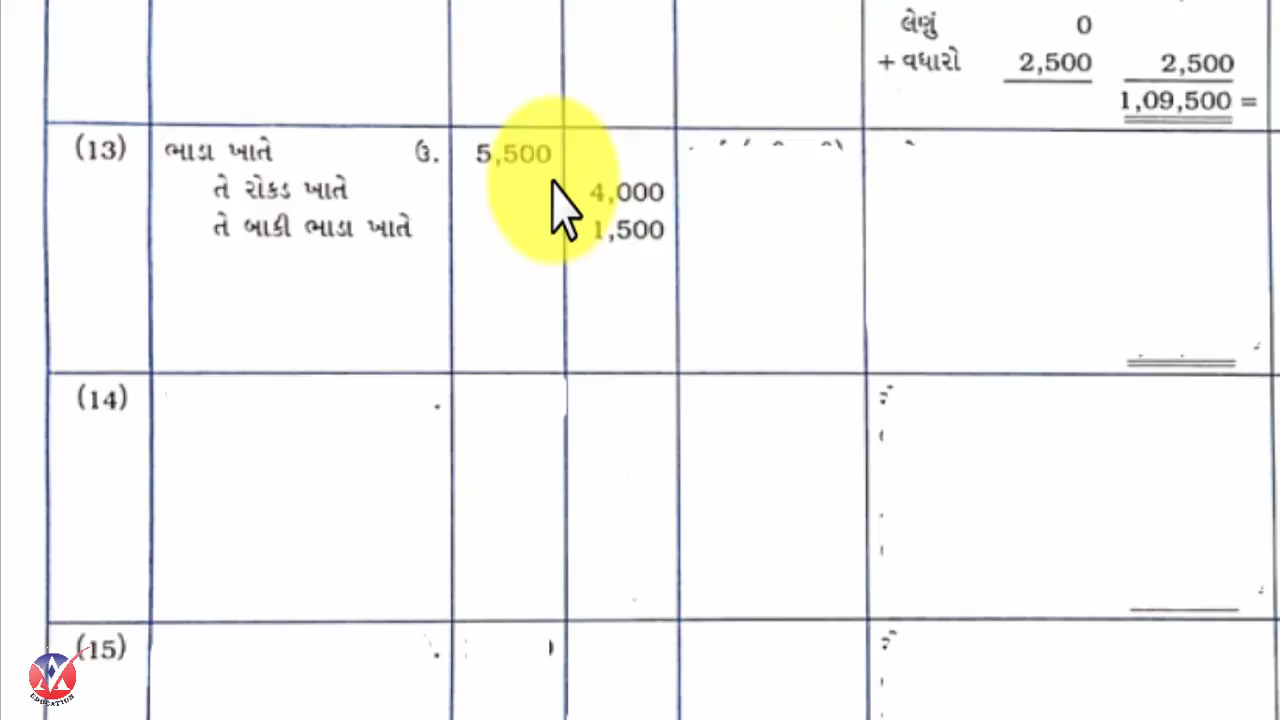 લેણું 0
+ વધારો 2,500 2,500
1,09,500 =
(13) ભાડા ખાતે ઉ. 5,500
તે રોકડ ખાતે 4,000
તે બાકી ભાડા ખાતે 1,500
(14)
(15)
EDUCATION